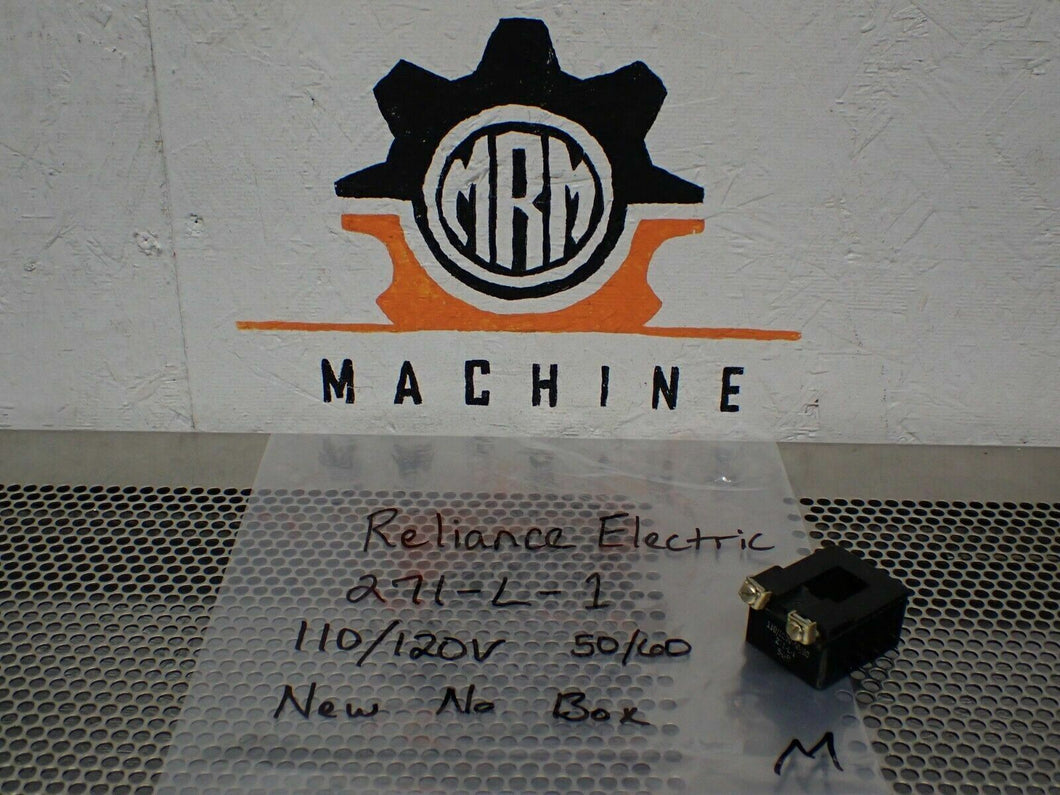 MRM
MACHINE
Reliance Electric
271-L-1
110/120V 50/60
New No Box
M